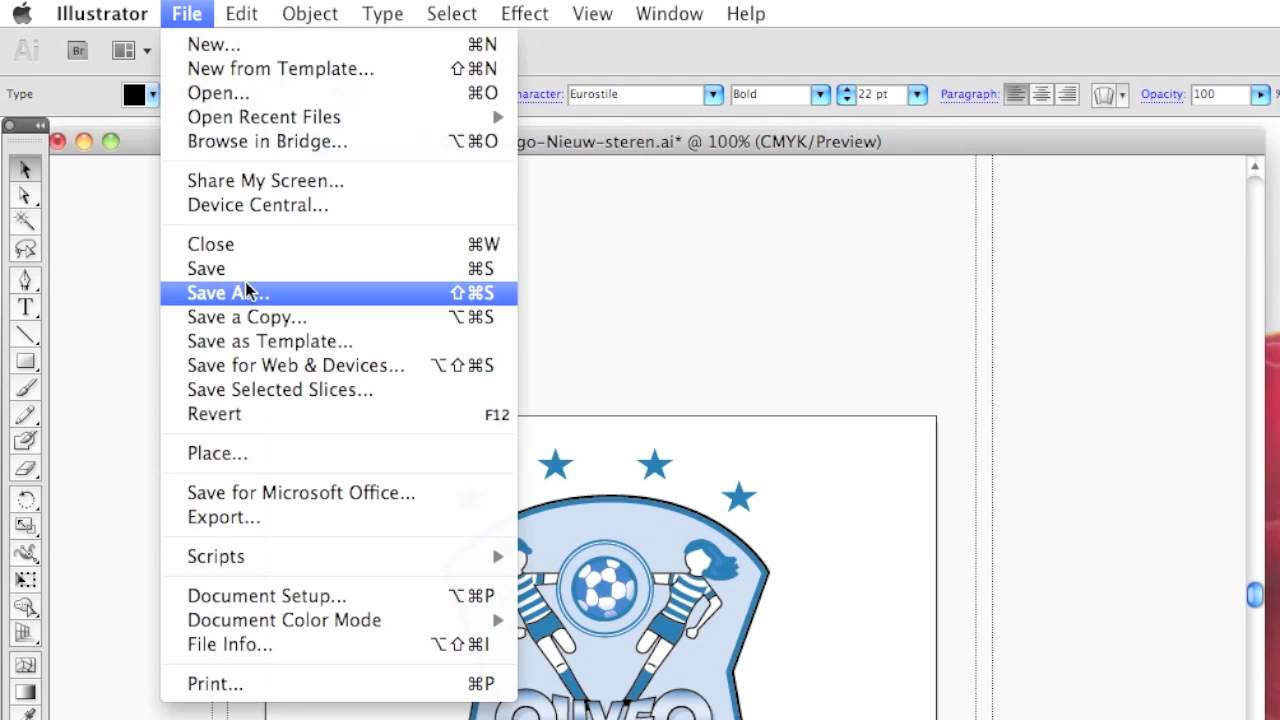 Illustrator File Edit Object Type Select Effect View Window Help
Ai Br
Type
Character: Eurostile Bold 22 pt Paragraph: Opacity: 100 %
go-Nieuw-steren.ai* @ 100% (CMYK/Preview)
New... ⌘N
New from Template... ⇧⌘N
Open... ⌘O
Open Recent Files
Browse in Bridge... ⌥⌘O
Share My Screen...
Device Central...
Close ⌘W
Save ⌘S
Save As... ⇧⌘S
Save a Copy... ⌥⌘S
Save as Template...
Save for Web & Devices... ⌥⇧⌘S
Save Selected Slices...
Revert F12
Place...
Save for Microsoft Office...
Export...
Scripts
Document Setup... ⌥⌘P
Document Color Mode
File Info... ⌥⇧⌘I
Print... ⌘P
T